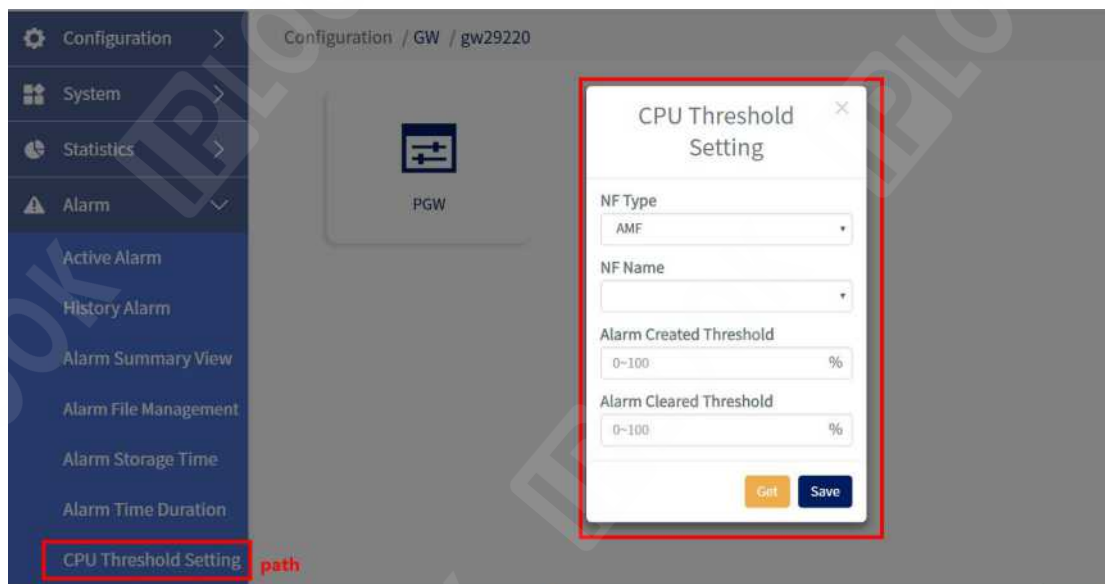 Configuration
System
Statistics
Alarm
Active Alarm
History Alarm
Alarm Summary View
Alarm File Management
Alarm Storage Time
Alarm Time Duration
CPU Threshold Setting
path
Configuration / GW / gw29220
PGW
CPU Threshold
Setting
NF Type
AMF
NF Name
Alarm Created Threshold
0~100 %
Alarm Cleared Threshold
0~100 %
Get Save
IPLOOK